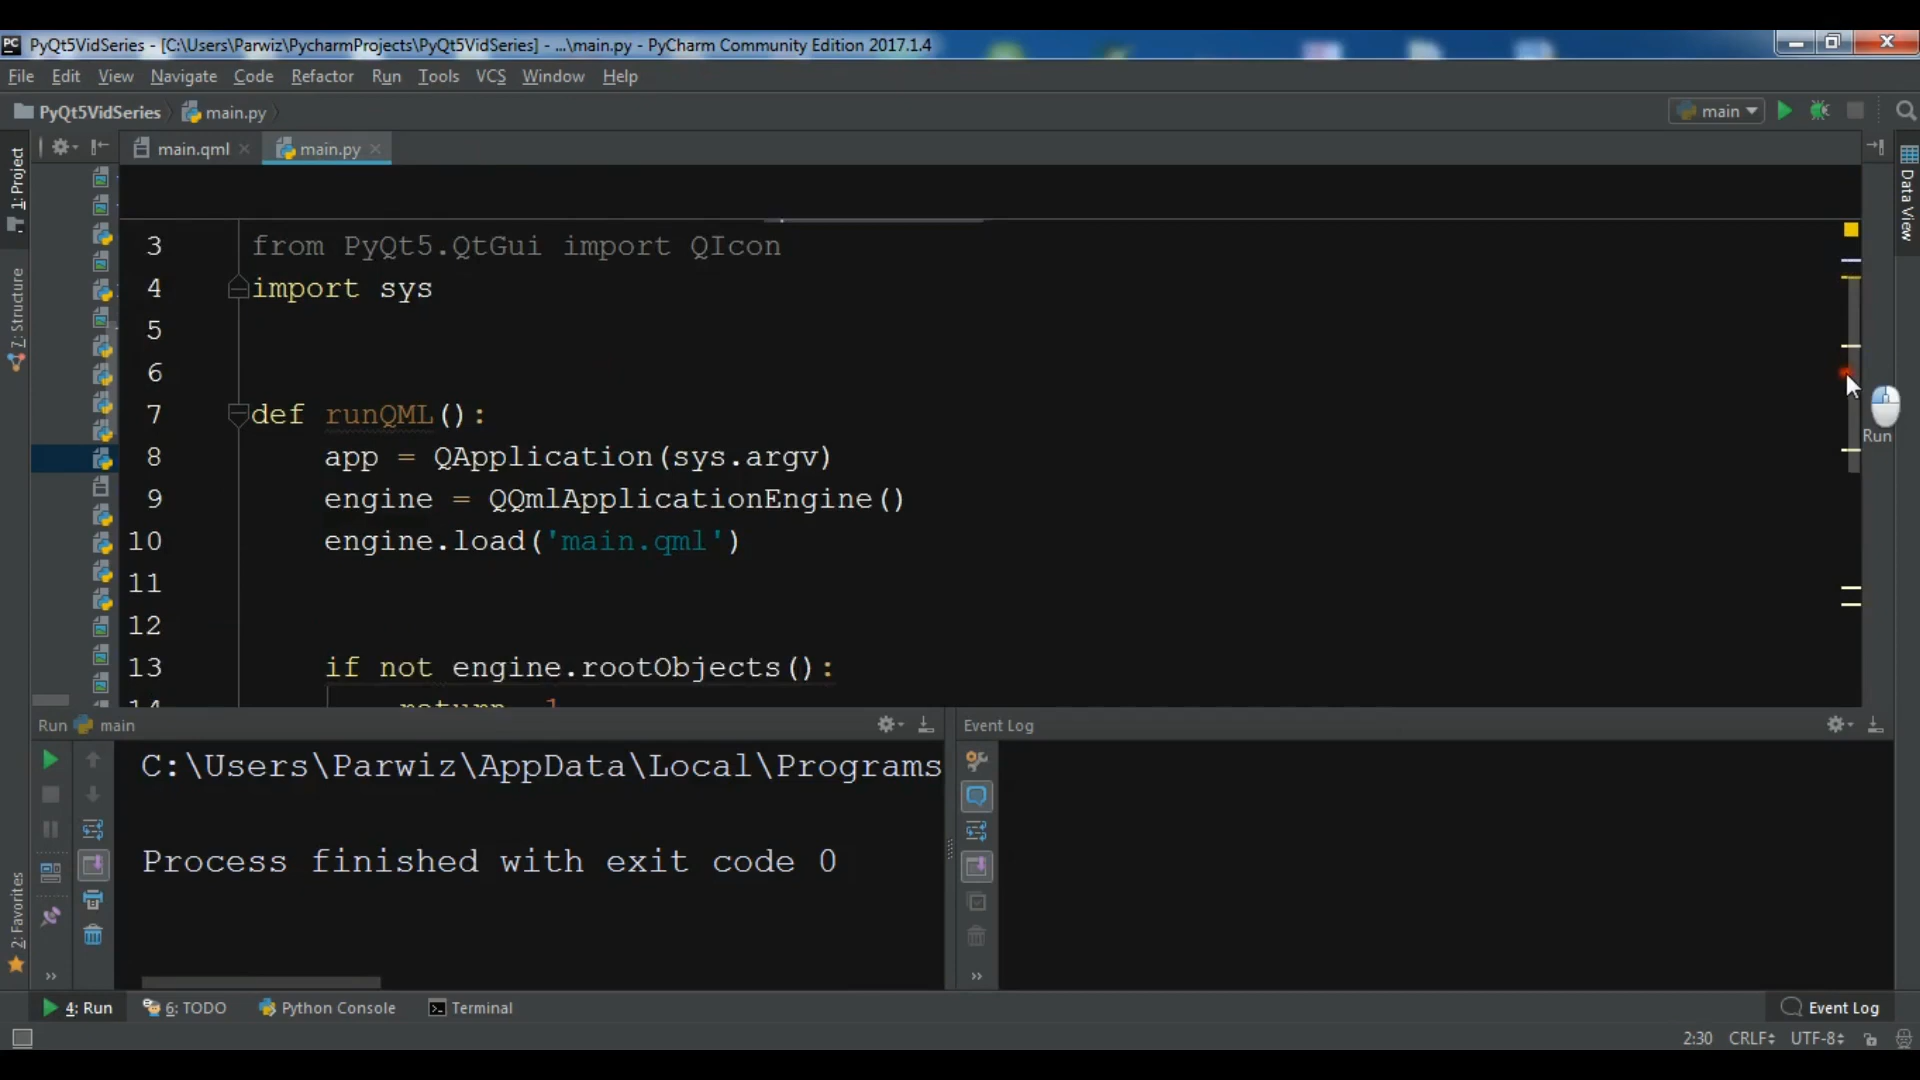 PyQt5VidSeries - [C:\Users\Parwiz\PycharmProjects\PyQt5VidSeries] - ...\main.py - PyCharm Community Edition 2017.1.4
File Edit View Navigate Code Refactor Run Tools VCS Window Help
PyQt5VidSeries main.py main
main.qml main.py
1: Project
7: Structure
2: Favorites
Data View
3 from PyQt5.QtGui import QIcon
4 import sys
5
6
7 def runQML():
8 app = QApplication(sys.argv)
9 engine = QQmlApplicationEngine()
10 engine.load('main.qml')
11
12
13 if not engine.rootObjects():
14 return -1
Run
Run main
Event Log
C:\Users\Parwiz\AppData\Local\Programs
Process finished with exit code 0
4: Run 6: TODO Python Console Terminal Event Log
2:30 CRLF UTF-8